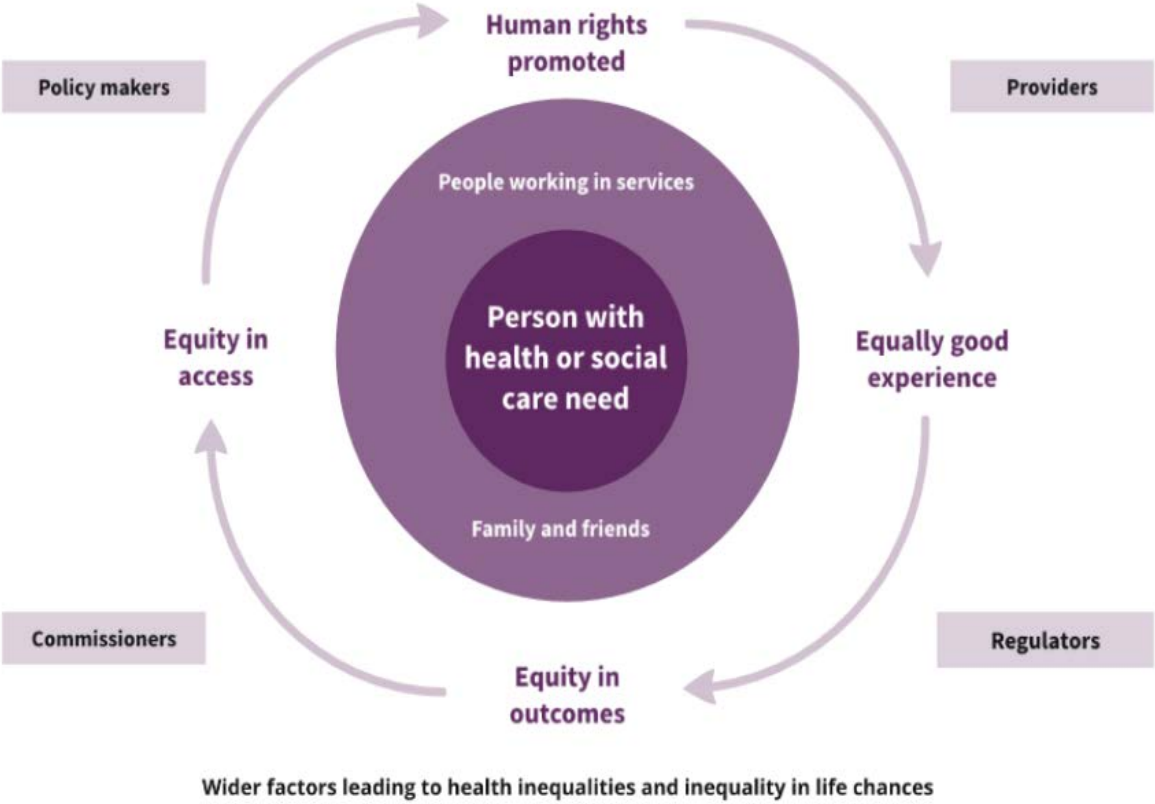 Human rights
promoted
Policy makers
Providers
People working in services
Person with
health or social
care need
Equity in
access
Equally good
experience
Family and friends
Commissioners
Regulators
Equity in
outcomes
Wider factors leading to health inequalities and inequality in life chances